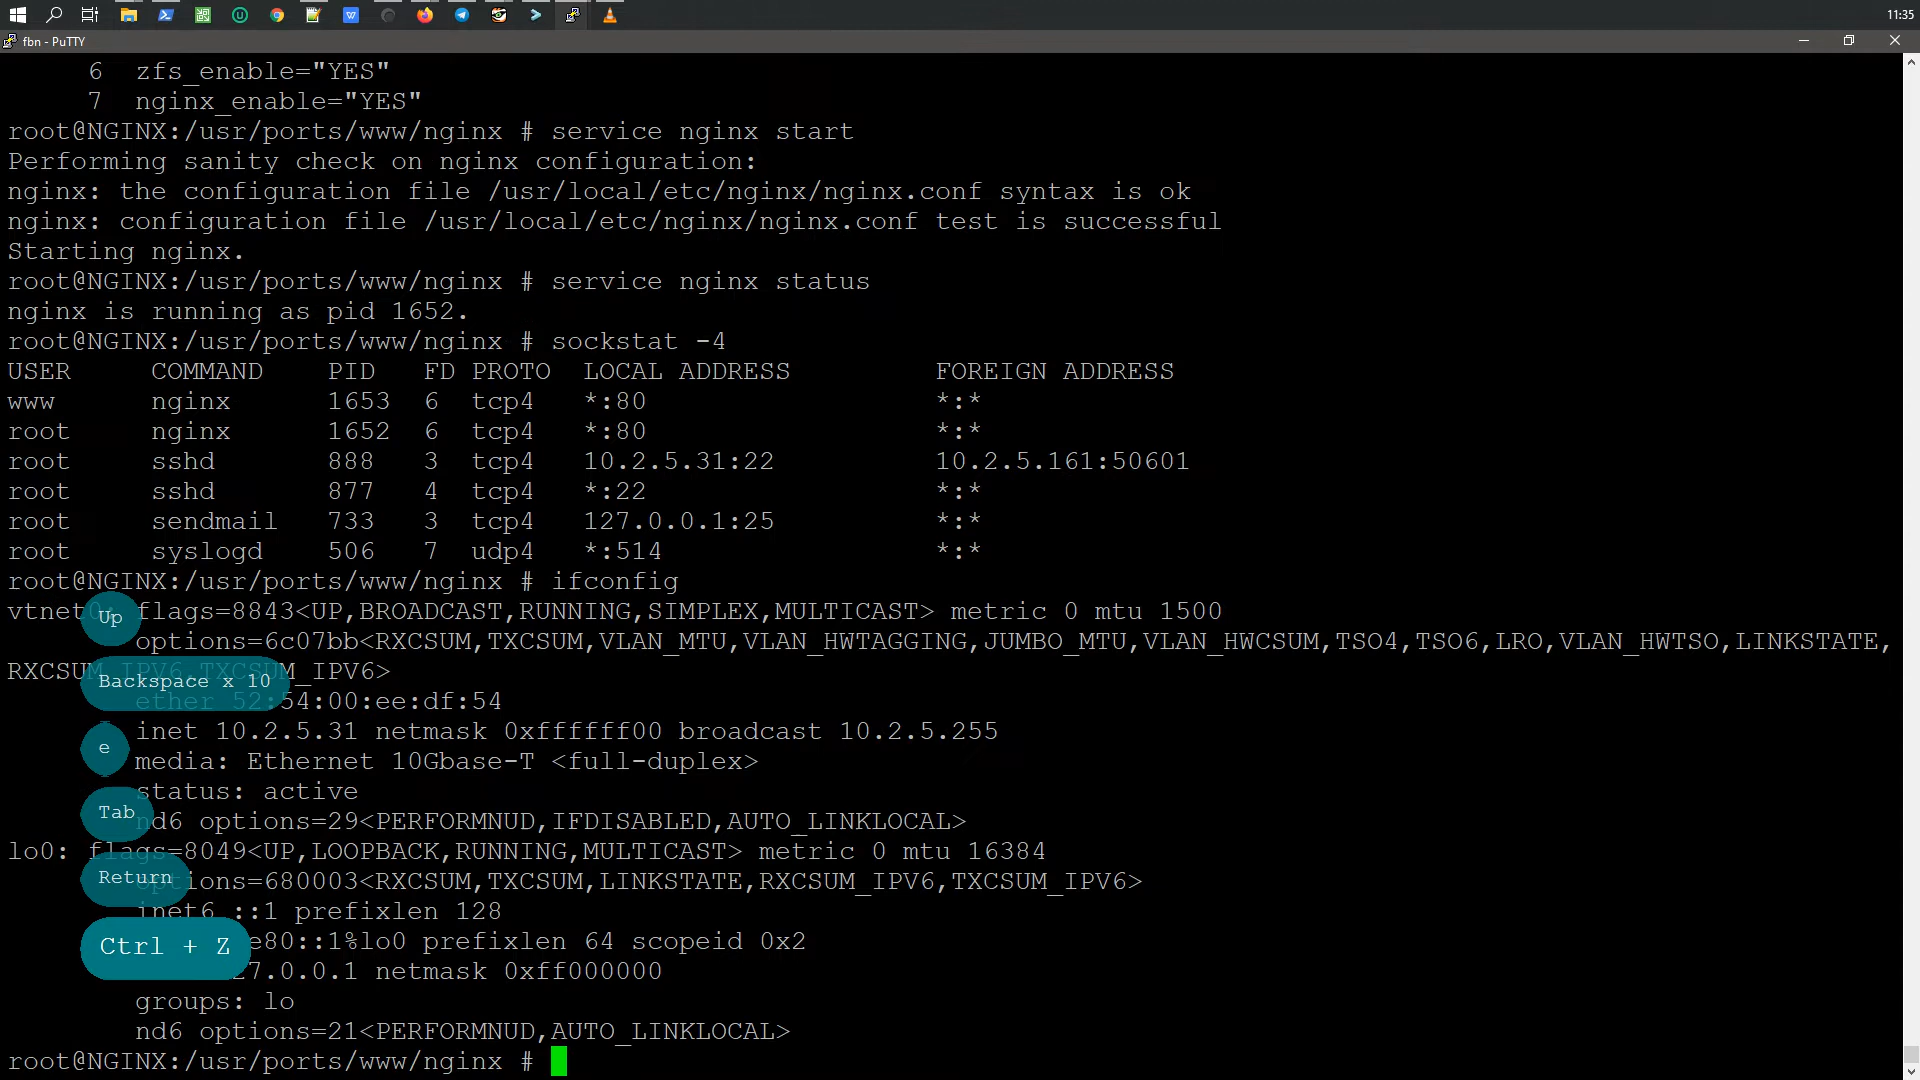 11:35
fbn - PuTTY
6 zfs_enable="YES"
7 nginx_enable="YES"
root@NGINX:/usr/ports/www/nginx # service nginx start
Performing sanity check on nginx configuration:
nginx: the configuration file /usr/local/etc/nginx/nginx.conf syntax is ok
nginx: configuration file /usr/local/etc/nginx/nginx.conf test is successful
Starting nginx.
root@NGINX:/usr/ports/www/nginx # service nginx status
nginx is running as pid 1652.
root@NGINX:/usr/ports/www/nginx # sockstat -4
USER COMMAND PID FD PROTO LOCAL ADDRESS FOREIGN ADDRESS
www nginx 1653 6 tcp4 *:80 *:*
root nginx 1652 6 tcp4 *:80 *:*
root sshd 888 3 tcp4 10.2.5.31:22 10.2.5.161:50601
root sshd 877 4 tcp4 *:22 *:*
root sendmail 733 3 tcp4 127.0.0.1:25 *:*
root syslogd 506 7 udp4 *:514 *:*
root@NGINX:/usr/ports/www/nginx # ifconfig
vtnet0: flags=8843<UP,BROADCAST,RUNNING,SIMPLEX,MULTICAST> metric 0 mtu 1500
Up
options=6c07bb<RXCSUM,TXCSUM,VLAN_MTU,VLAN_HWTAGGING,JUMBO_MTU,VLAN_HWCSUM,TSO4,TSO6,LRO,VLAN_HWTSO,LINKSTATE,
RXCSUM_IPV6,TXCSUM_IPV6>
Backspace x 10
ether 52:54:00:ee:df:54
inet 10.2.5.31 netmask 0xffffff00 broadcast 10.2.5.255
e
media: Ethernet 10Gbase-T <full-duplex>
status: active
Tab
nd6 options=29<PERFORMNUD,IFDISABLED,AUTO_LINKLOCAL>
lo0: flags=8049<UP,LOOPBACK,RUNNING,MULTICAST> metric 0 mtu 16384
Return
options=680003<RXCSUM,TXCSUM,LINKSTATE,RXCSUM_IPV6,TXCSUM_IPV6>
inet6 ::1 prefixlen 128
Ctrl + Z
e80::1%lo0 prefixlen 64 scopeid 0x2
27.0.0.1 netmask 0xff000000
groups: lo
nd6 options=21<PERFORMNUD,AUTO_LINKLOCAL>
root@NGINX:/usr/ports/www/nginx #